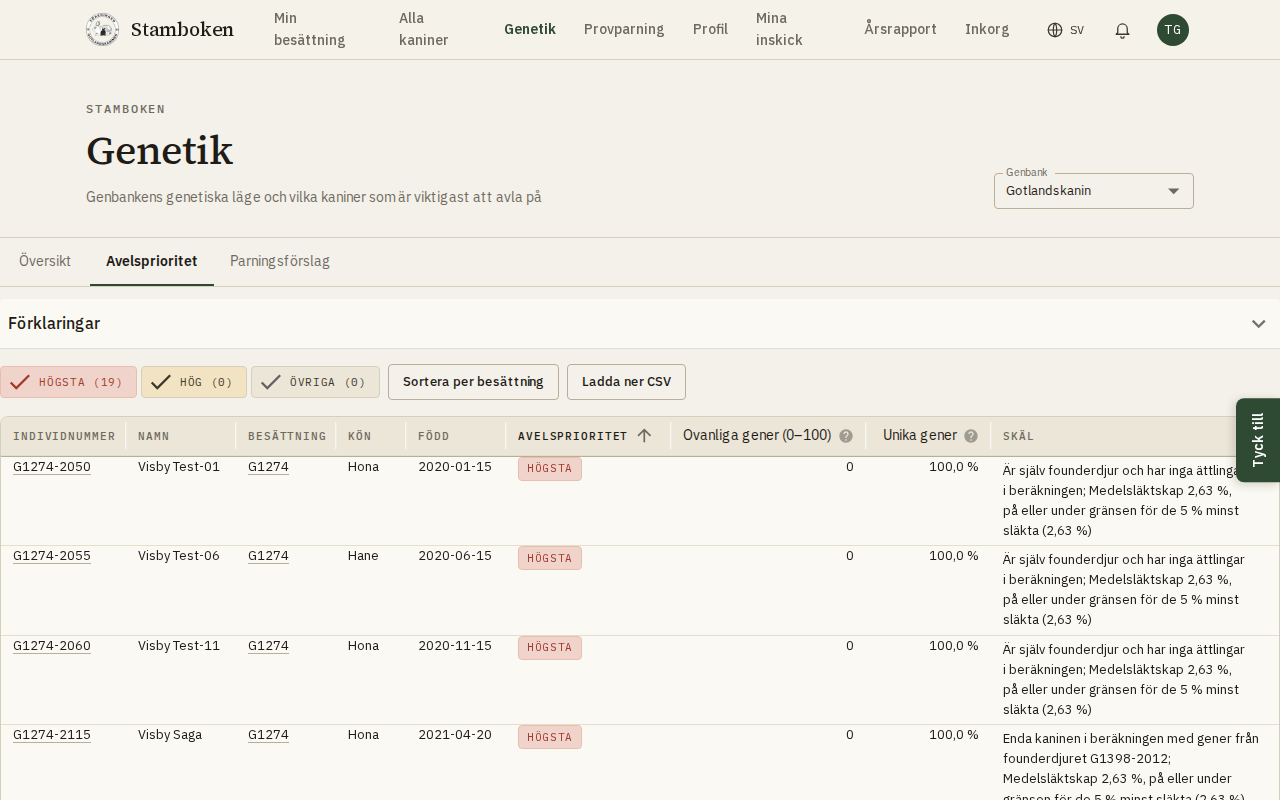 Stamboken
Min besättning
Alla kaniner
Genetik
Provparning
Profil
Mina inskick
Årsrapport
Inkorg
SV
TG
STAMBOKEN
Genetik
Genbankens genetiska läge och vilka kaniner som är viktigast att avla på
Genbank
Gotlandskanin
Översikt
Avelsprioritet
Parningsförslag
Förklaringar
HÖGSTA (19)
HÖG (0)
ÖVRIGA (0)
Sortera per besättning
Ladda ner CSV
Tyck till
INDIVIDNUMMER NAMN BESÄTTNING KÖN FÖDD AVELSPRIORITET Ovanliga gener (0–100) Unika gener SKÄL
G1274-2050 Visby Test-01 G1274 Hona 2020-01-15 HÖGSTA 0 100,0 %
Är själv founderdjur och har inga
i beräkningen; Medelsläktskap 2,63 %,
på eller under gränsen för de 5 % minst
släkta (2,63 %)
G1274-2055 Visby Test-06 G1274 Hane 2020-06-15 HÖGSTA 0 100,0 %
Är själv founderdjur och har inga ättlingar
i beräkningen; Medelsläktskap 2,63 %,
på eller under gränsen för de 5 % minst
släkta (2,63 %)
G1274-2060 Visby Test-11 G1274 Hona 2020-11-15 HÖGSTA 0 100,0 %
Är själv founderdjur och har inga ättlingar
i beräkningen; Medelsläktskap 2,63 %,
på eller under gränsen för de 5 % minst
släkta (2,63 %)
G1274-2115 Visby Saga G1274 Hona 2021-04-20 HÖGSTA 0 100,0 %
Enda kaninen i beräkningen med gener från
founderdjuret G1398-2012;
Medelsläktskap 2,63 %, på eller under
gränsen för de 5 % minst släkta (2,63 %)